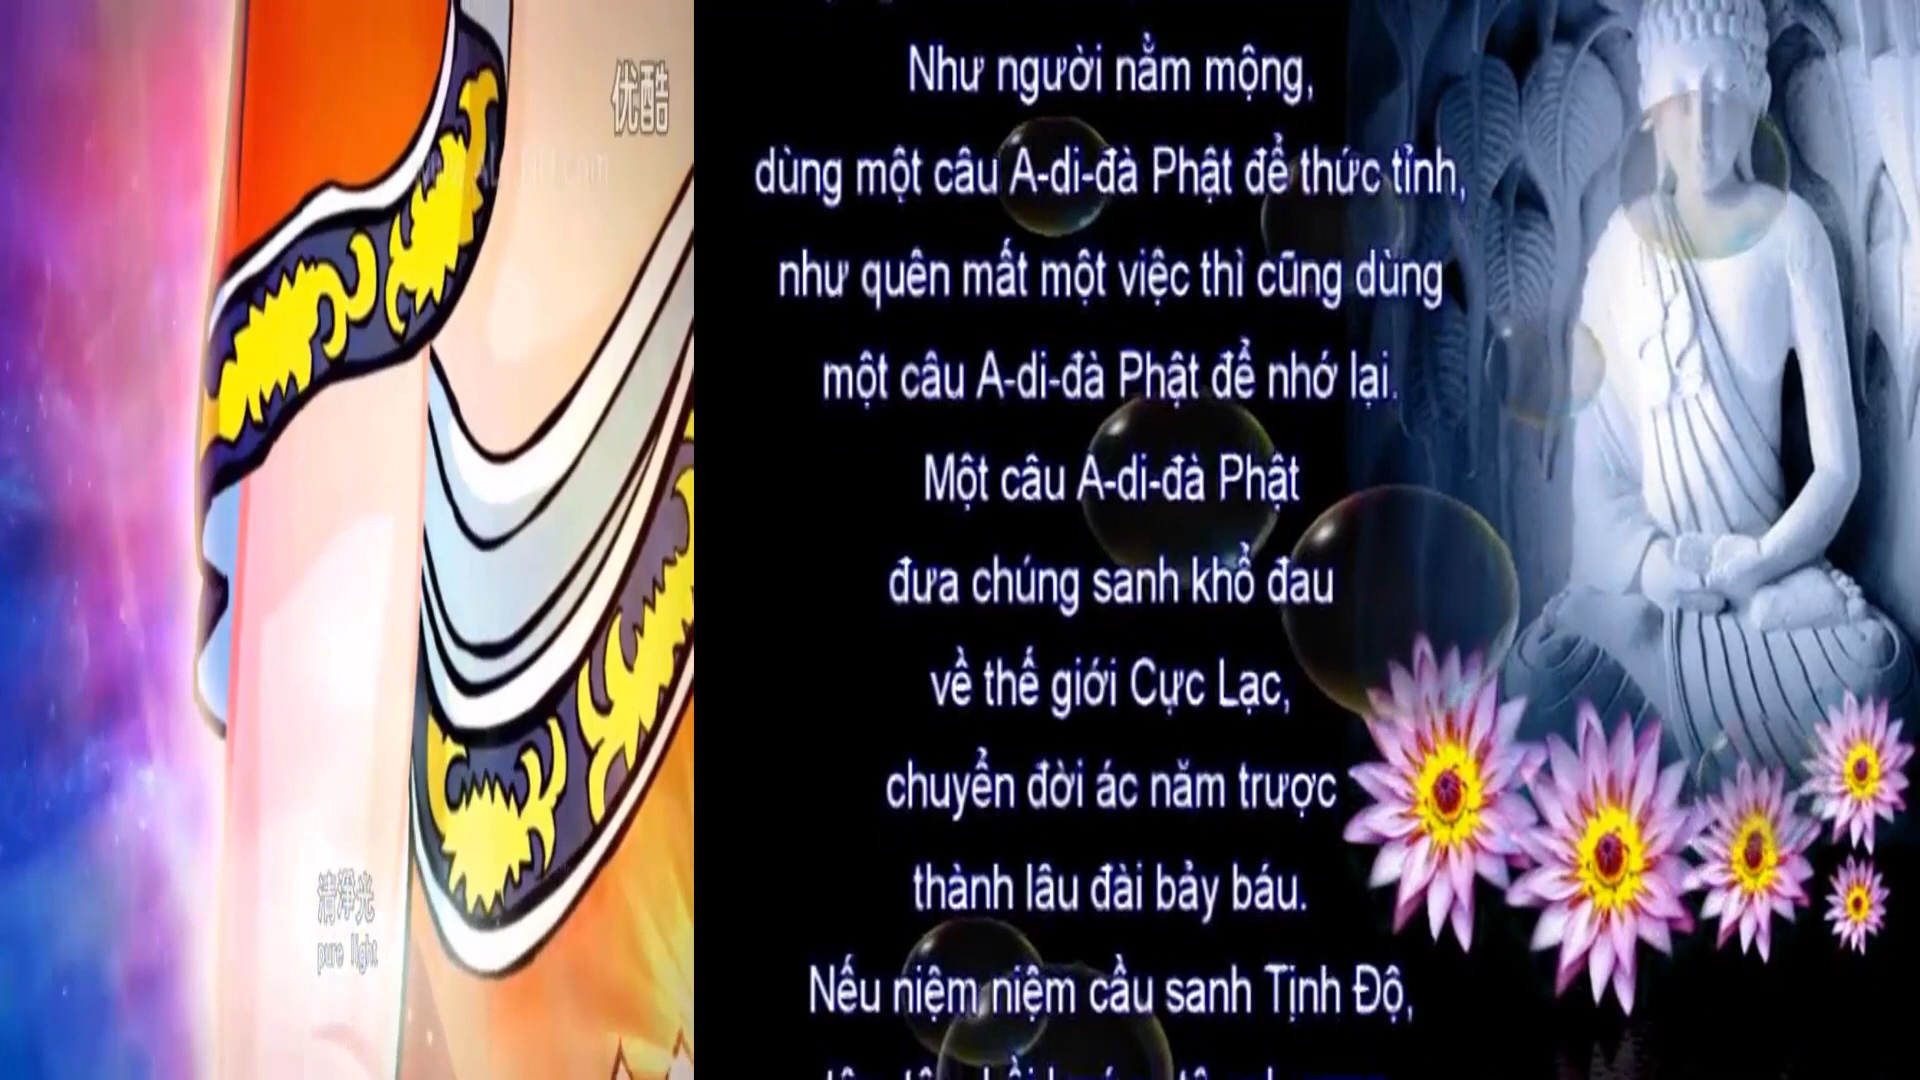 优酷
清淨光
pure light
Như người nằm mộng,
dùng một câu A-di-đà Phật để thức tỉnh,
như quên mất một việc thì cũng dùng
một câu A-di-đà Phật để nhớ lại.
Một câu A-di-đà Phật
đưa chúng sanh khổ đau
về thế giới Cực Lạc,
chuyển đời ác năm trược
thành lâu đài bảy báu.
Nếu niệm niệm cầu sanh Tịnh Độ,